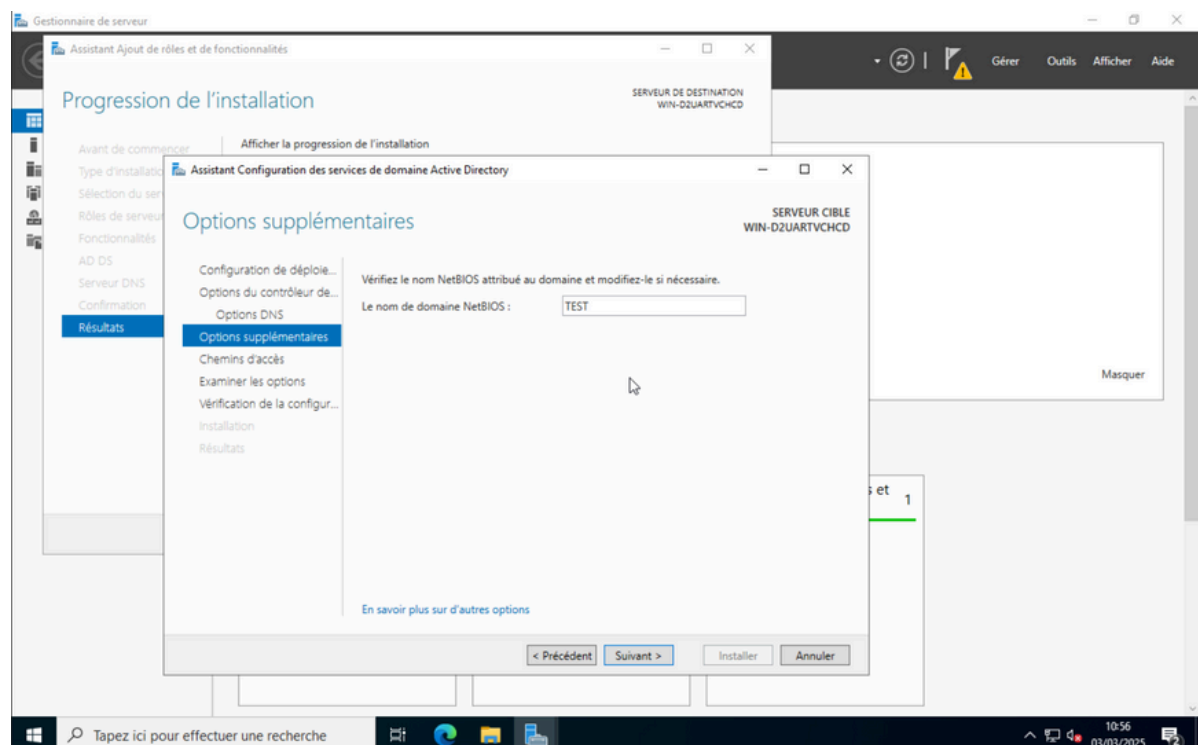 Gestionnaire de serveur
Gérer Outils Afficher Aide
Assistant Ajout de rôles et de fonctionnalités
Progression de l'installation
SERVEUR DE DESTINATION
WIN-D2UARTVCHCD
Avant de commencer
Type d'installatio
Sélection du ser
Rôles de serveur
Fonctionnalités
AD DS
Serveur DNS
Confirmation
Résultats
Afficher la progression de l'installation
Assistant Configuration des services de domaine Active Directory
Options supplémentaires
SERVEUR CIBLE
WIN-D2UARTVCHCD
Configuration de déploie...
Options du contrôleur de...
Options DNS
Options supplémentaires
Chemins d'accès
Examiner les options
Vérification de la configur...
Installation
Résultats
Vérifiez le nom NetBIOS attribué au domaine et modifiez-le si nécessaire.
Le nom de domaine NetBIOS : TEST
En savoir plus sur d'autres options
< Précédent Suivant > Installer Annuler
Masquer
s et 1
Tapez ici pour effectuer une recherche
10:56
03/03/2025
2